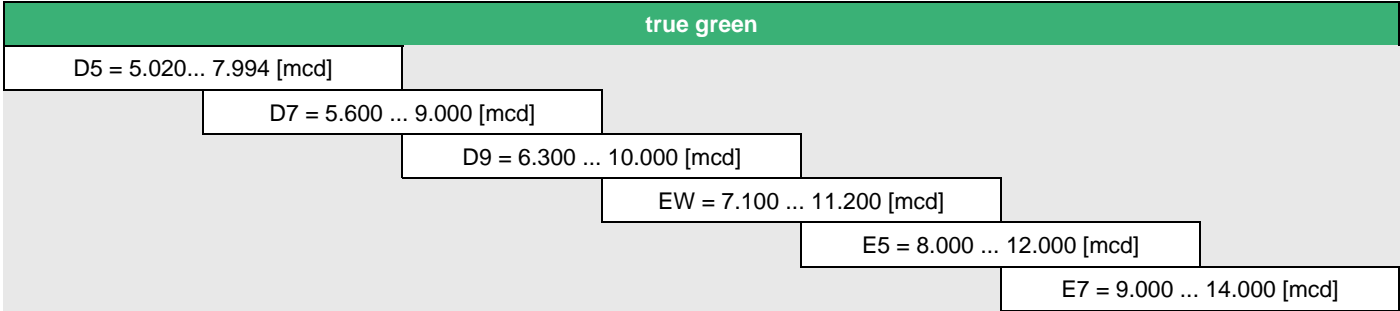 true green
D5 = 5.020... 7.994 [mcd]
D7 = 5.600 ... 9.000 [mcd]
D9 = 6.300 ... 10.000 [mcd]
EW = 7.100 ... 11.200 [mcd]
E5 = 8.000 ... 12.000 [mcd]
E7 = 9.000 ... 14.000 [mcd]